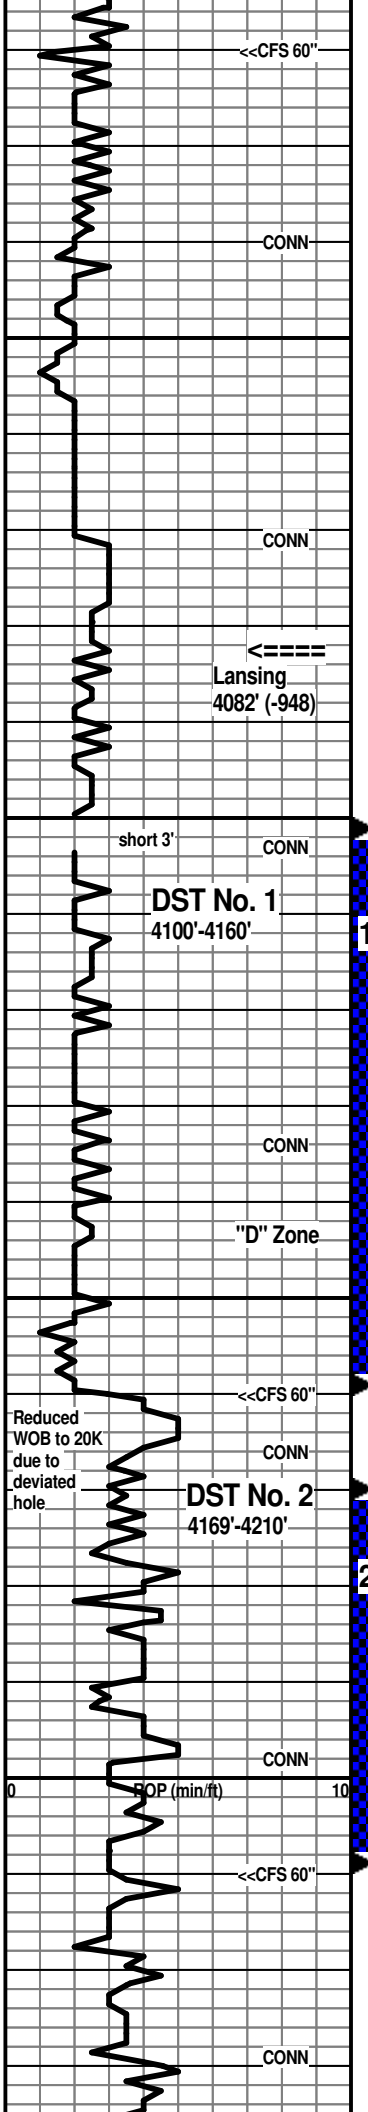 <<CFS 60"
CONN
CONN
<====
Lansing
4082' (-948)
short 3'
CONN
DST No. 1
4100'-4160'
1
CONN
"D" Zone
<<CFS 60"
Reduced
WOB to 20K
due to
deviated
hole
CONN
DST No. 2
4169'-4210'
2
CONN
0 ROP (min/ft) 10
<<CFS 60"
CONN